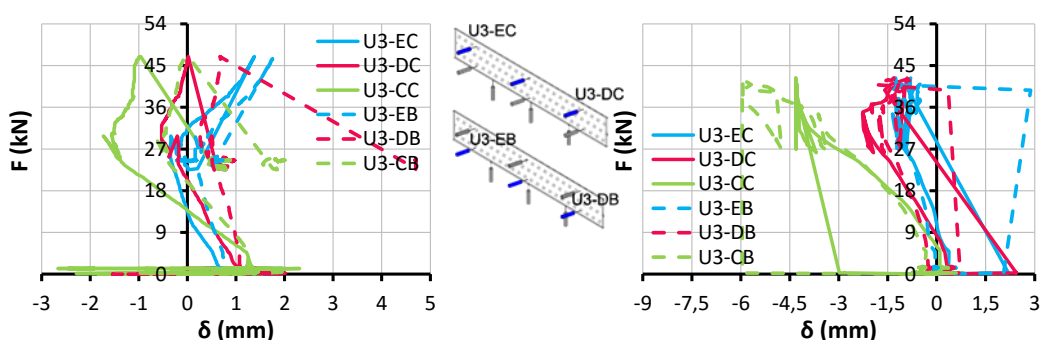 54
45
36
27
18
9
0
F (kN)
-3 -2 -1 0 1 2 3 4 5
δ (mm)
U3-EC
U3-DC
U3-CC
U3-EB
U3-DB
U3-CB
U3-EC
U3-DC
U3-EB
U3-DB
54
45
36
27
18
9
0
F (kN)
-9 -7,5 -6 -4,5 -3 -1,5 0 1,5 3
δ (mm)
U3-EC
U3-DC
U3-CC
U3-EB
U3-DB
U3-CB